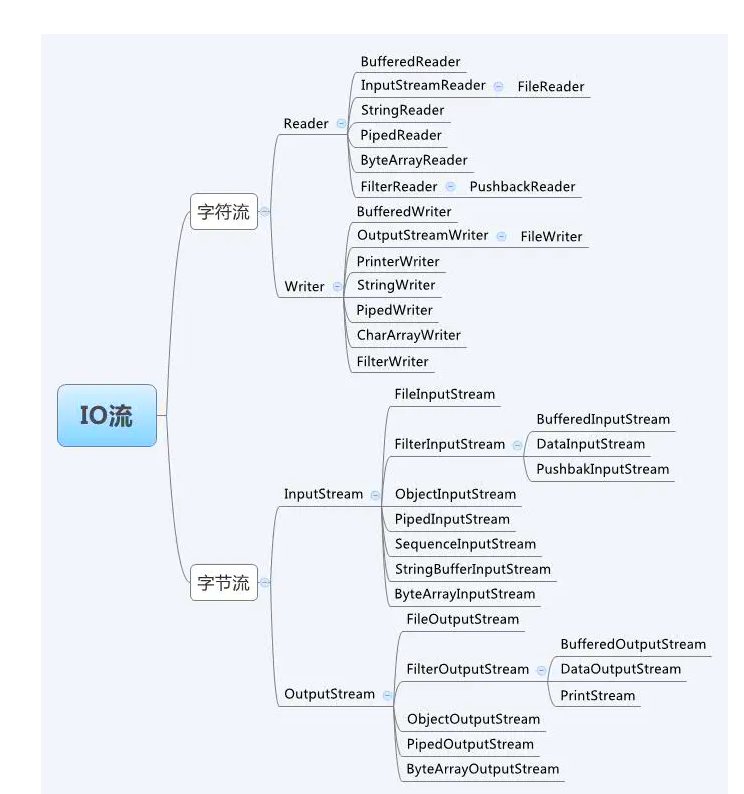 IO流
字符流
Reader
BufferedReader
InputStreamReader
FileReader
StringReader
PipedReader
ByteArrayReader
FilterReader
PushbackReader
Writer
BufferedWriter
OutputStreamWriter
FileWriter
PrinterWriter
StringWriter
PipedWriter
CharArrayWriter
FilterWriter
字节流
InputStream
FileInputStream
FilterInputStream
BufferedInputStream
DataInputStream
PushbakInputStream
ObjectInputStream
PipedInputStream
SequenceInputStream
StringBufferInputStream
ByteArrayInputStream
OutputStream
FileOutputStream
FilterOutputStream
BufferedOutputStream
DataOutputStream
PrintStream
ObjectOutputStream
PipedOutputStream
ByteArrayOutputStream